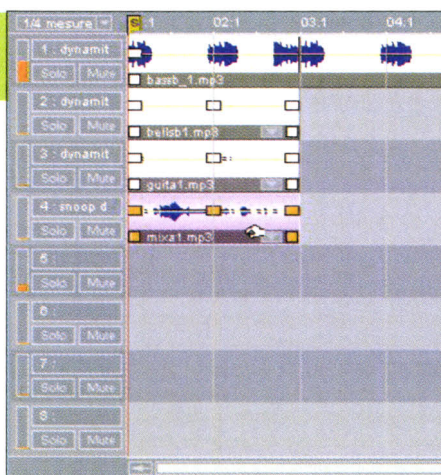 1/4 mesure S .1 02:1 03.1 04.1
1 : dynamit
Solo Mute
bassb_1.mp3
2 : dynamit
Solo Mute
bellsb1.mp3
3 : dynamit
Solo Mute
guita1.mp3
4 : snoop d
Solo Mute
mixa1.mp3
5 :
Solo Mute
6 :
Solo Mute
7 :
Solo Mute
8 :
Solo Mute